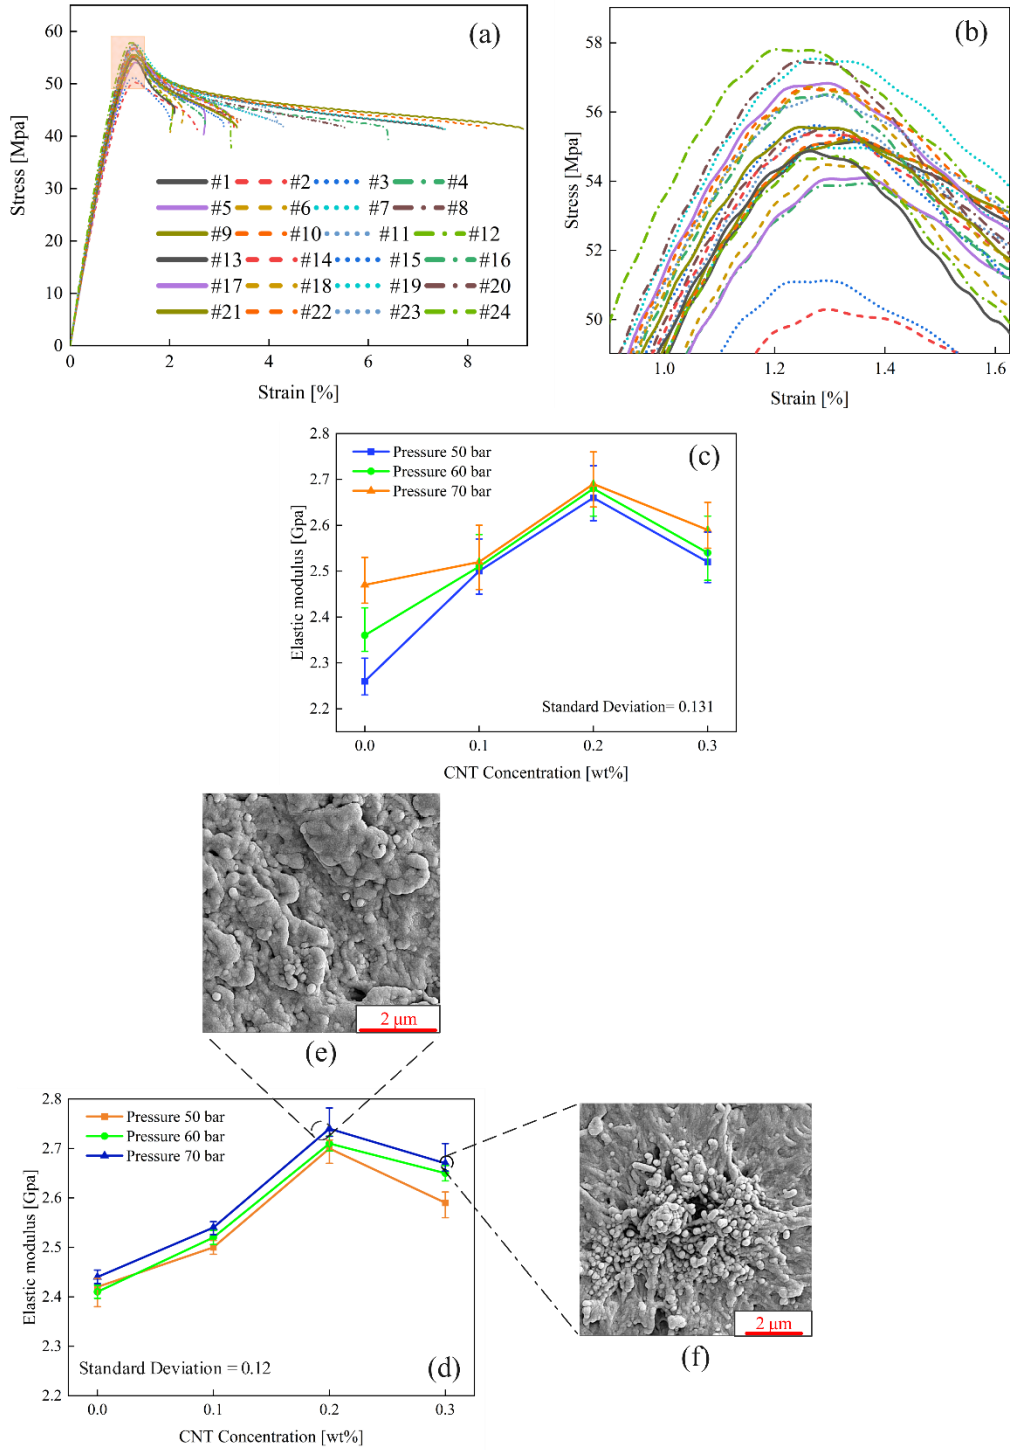 (a)
60
50
40
30
20
10
0
Stress [Mpa]
#1 #2 #3 #4
#5 #6 #7 #8
#9 #10 #11 #12
#13 #14 #15 #16
#17 #18 #19 #20
#21 #22 #23 #24
0 2 4 6 8
Strain [%]
(b)
58
56
54
52
50
Stress [Mpa]
1.0 1.2 1.4 1.6
Strain [%]
(c)
Pressure 50 bar
Pressure 60 bar
Pressure 70 bar
2.8
2.7
2.6
2.5
2.4
2.3
2.2
Elastic modulus [Gpa]
Standard Deviation= 0.131
0.0 0.1 0.2 0.3
CNT Concentration [wt%]
2 µm
(e)
Pressure 50 bar
Pressure 60 bar
Pressure 70 bar
2.8
2.7
2.6
2.5
2.4
2.3
2.2
Elastic modulus [Gpa]
Standard Deviation = 0.12
(d)
0.0 0.1 0.2 0.3
CNT Concentration [wt%]
2 µm
(f)